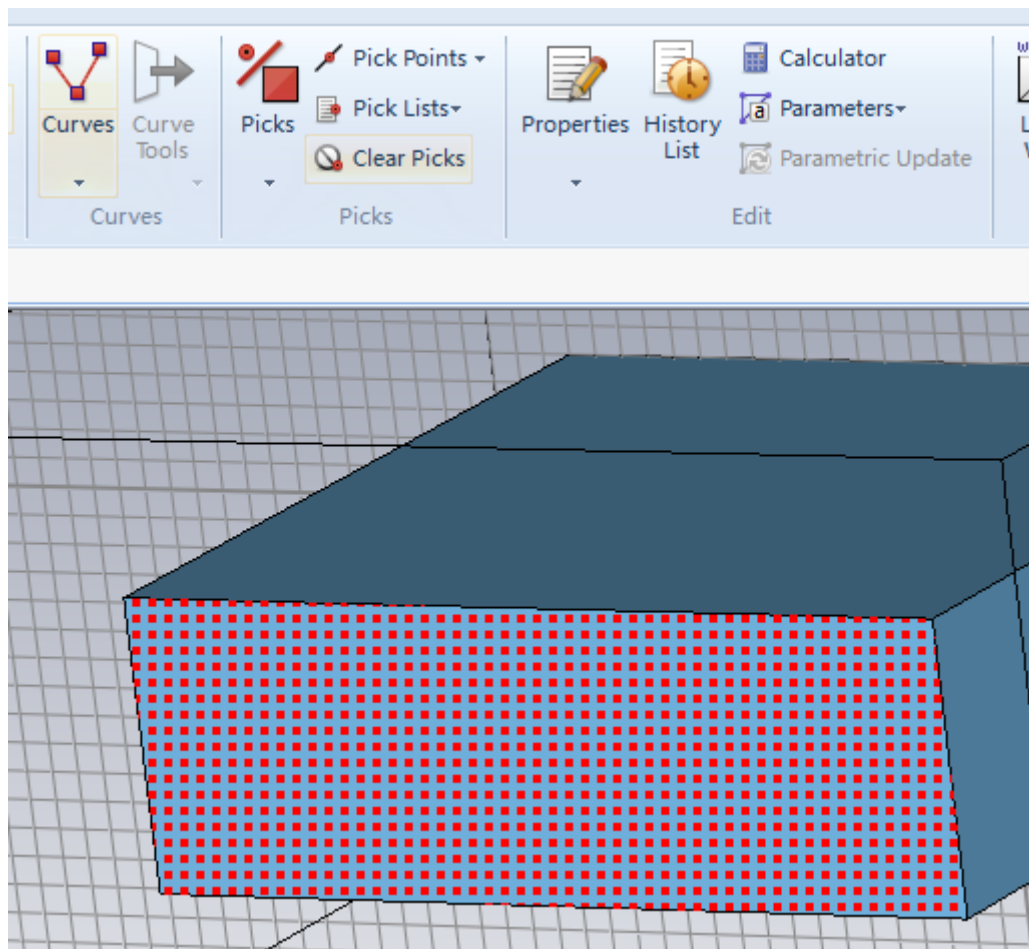 Curves
Curve
Tools
Curves
Picks
Pick Points
Pick Lists
Clear Picks
Picks
Properties
History
List
Calculator
a
Parameters
Parametric Update
Edit